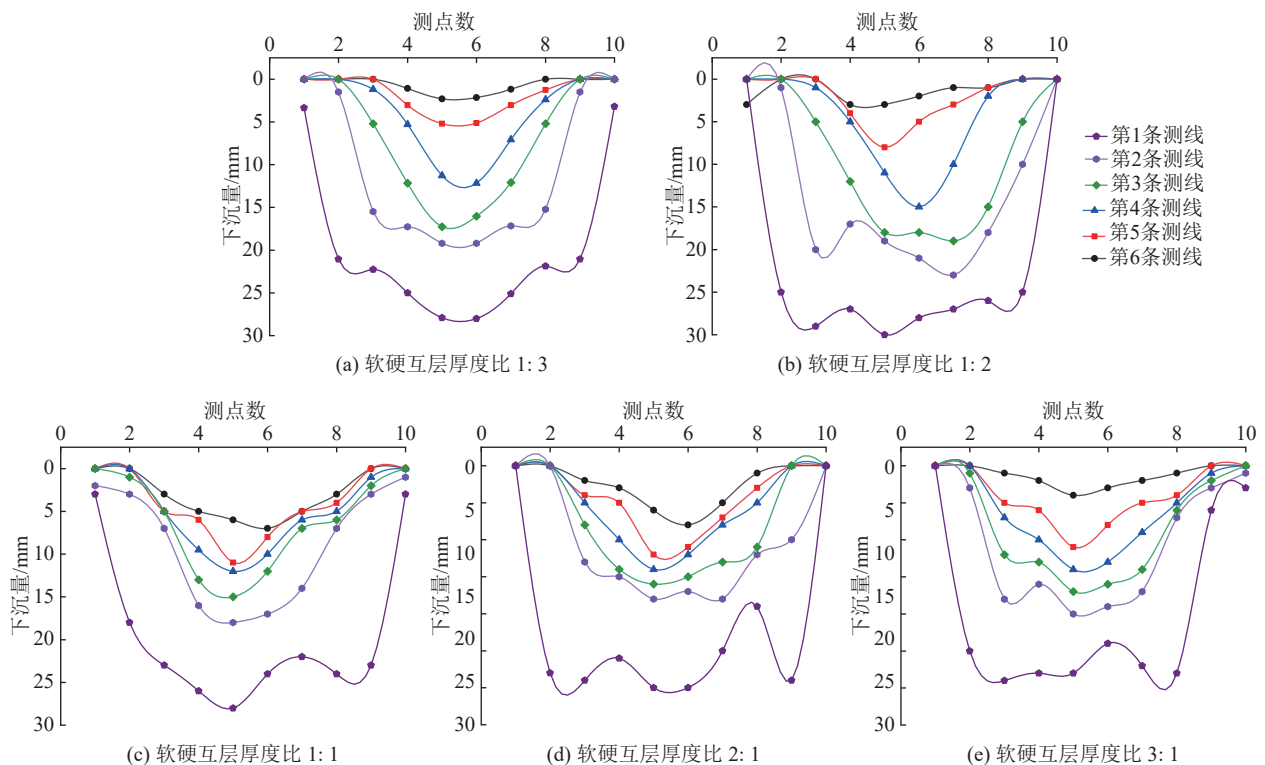 测点数
0 2 4 6 8 10
0
5
10
15
20
25
30
下沉量/mm
(a) 软硬互层厚度比 1: 3
测点数
0 2 4 6 8 10
0
5
10
15
20
25
30
下沉量/mm
(b) 软硬互层厚度比 1: 2
第1条测线
第2条测线
第3条测线
第4条测线
第5条测线
第6条测线
测点数
0 2 4 6 8 10
0
5
10
15
20
25
30
下沉量/mm
(c) 软硬互层厚度比 1: 1
测点数
0 2 4 6 8 10
0
5
10
15
20
25
30
下沉量/mm
(d) 软硬互层厚度比 2: 1
测点数
0 2 4 6 8 10
0
5
10
15
20
25
30
下沉量/mm
(e) 软硬互层厚度比 3: 1